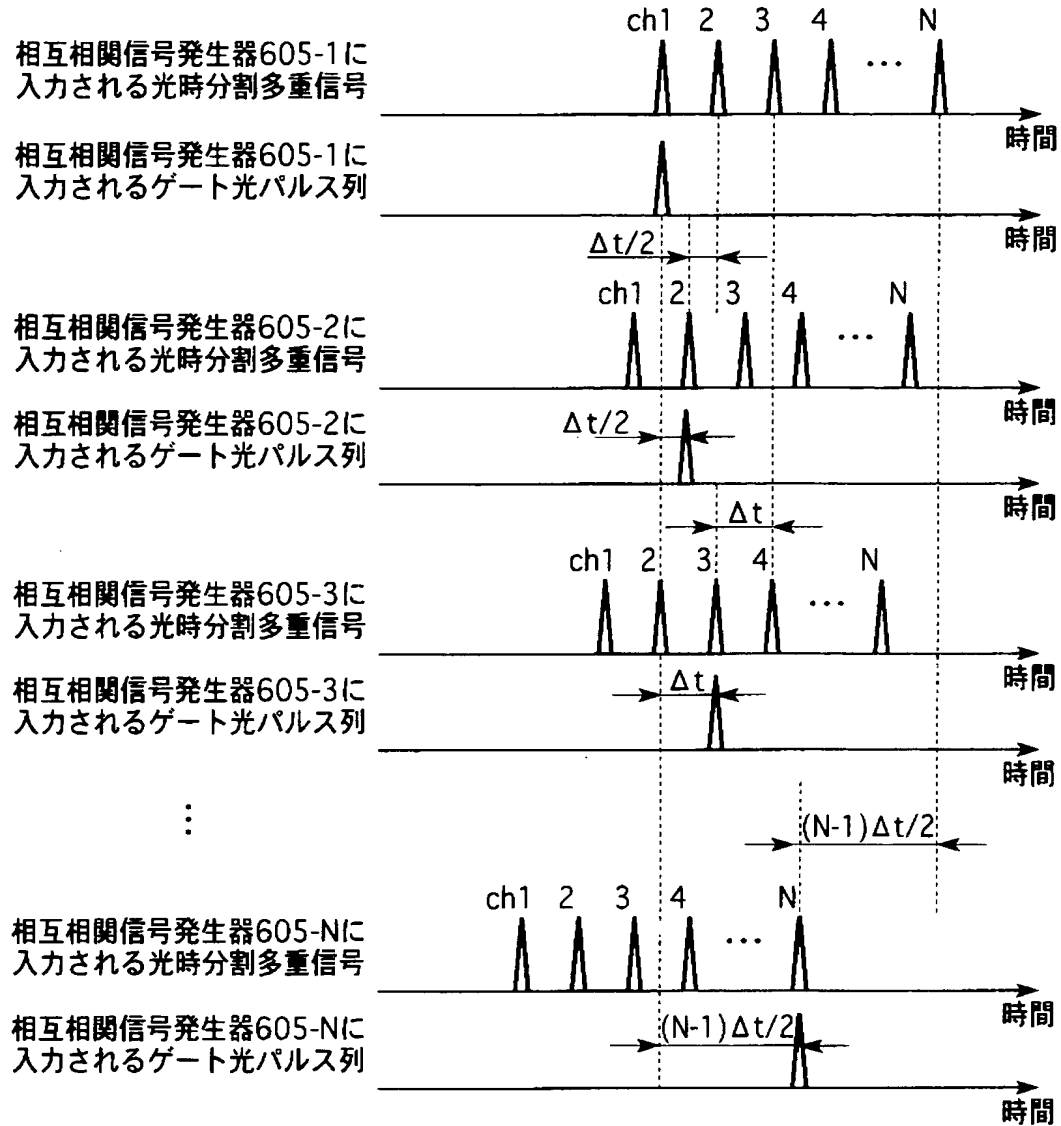 ch1 2 3 4 … N
相互相関信号発生器605-1に
入力される光時分割多重信号
時間
相互相関信号発生器605-1に
入力されるゲート光パルス列
時間
Δt/2
ch1 2 3 4 … N
相互相関信号発生器605-2に
入力される光時分割多重信号
時間
相互相関信号発生器605-2に
入力されるゲート光パルス列
Δt/2
時間
Δt
ch1 2 3 4 … N
相互相関信号発生器605-3に
入力される光時分割多重信号
時間
相互相関信号発生器605-3に
入力されるゲート光パルス列
Δt
時間
⋮
(N-1)Δt/2
ch1 2 3 4 … N
相互相関信号発生器605-Nに
入力される光時分割多重信号
時間
相互相関信号発生器605-Nに
入力されるゲート光パルス列
(N-1)Δt/2
時間